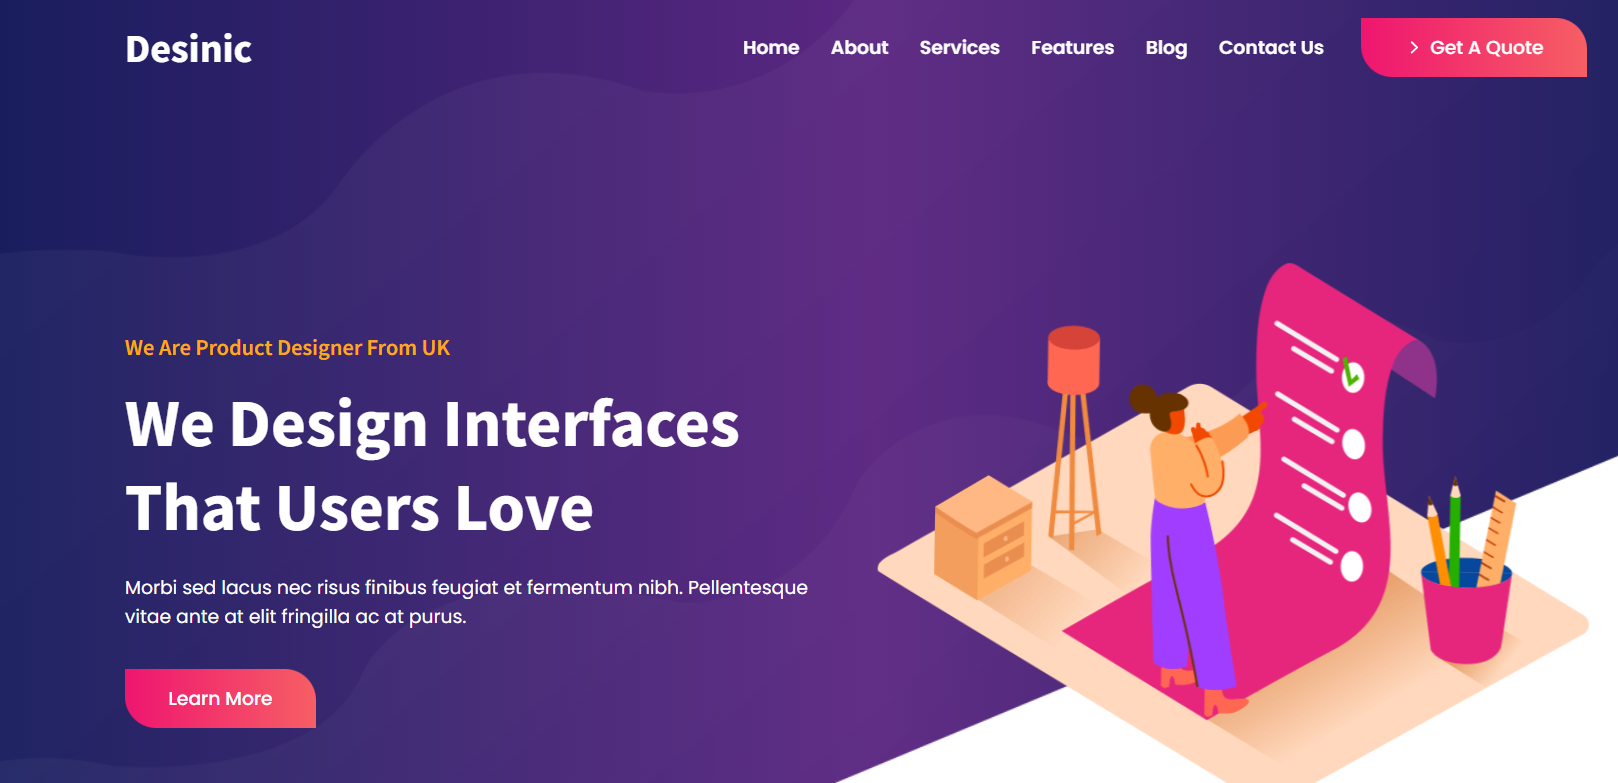 Desinic
Home About Services Features Blog Contact Us Get A Quote
We Are Product Designer From UK
We Design Interfaces
That Users Love
Morbi sed lacus nec risus finibus feugiat et fermentum nibh. Pellentesque
vitae ante at elit fringilla ac at purus.
Learn More